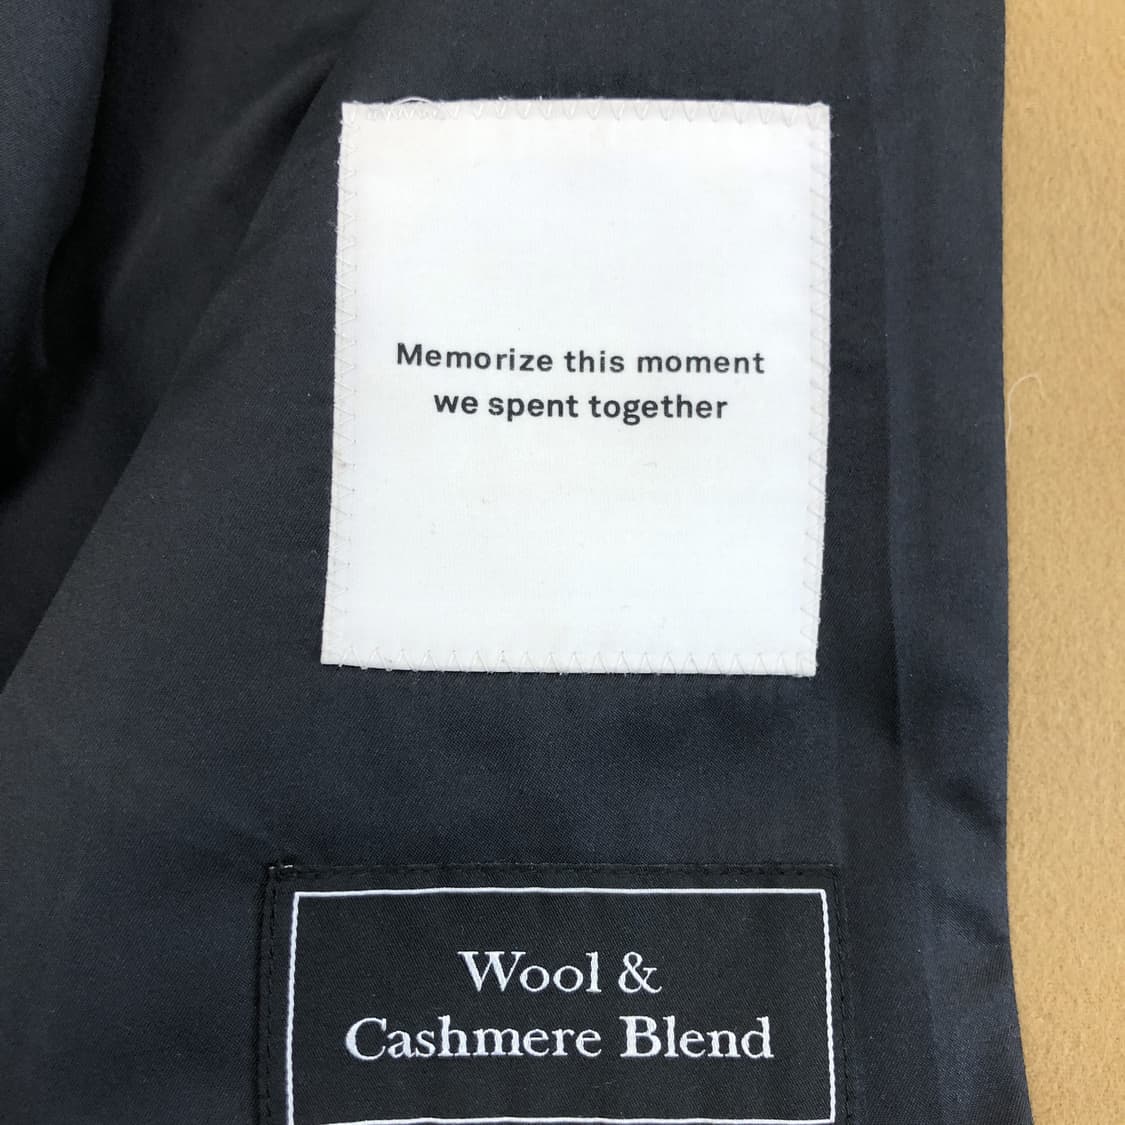 Memorize this moment
we spent together
Wool &
Cashmere Blend